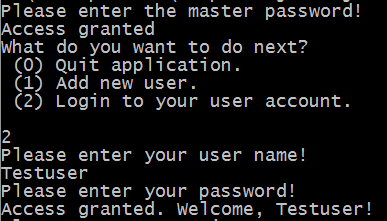 Please enter the master password!
Access granted
What do you want to do next?
(0) Quit application.
(1) Add new user.
(2) Login to your user account.
2
Please enter your user name!
Testuser
Please enter your password!
Access granted. Welcome, Testuser!